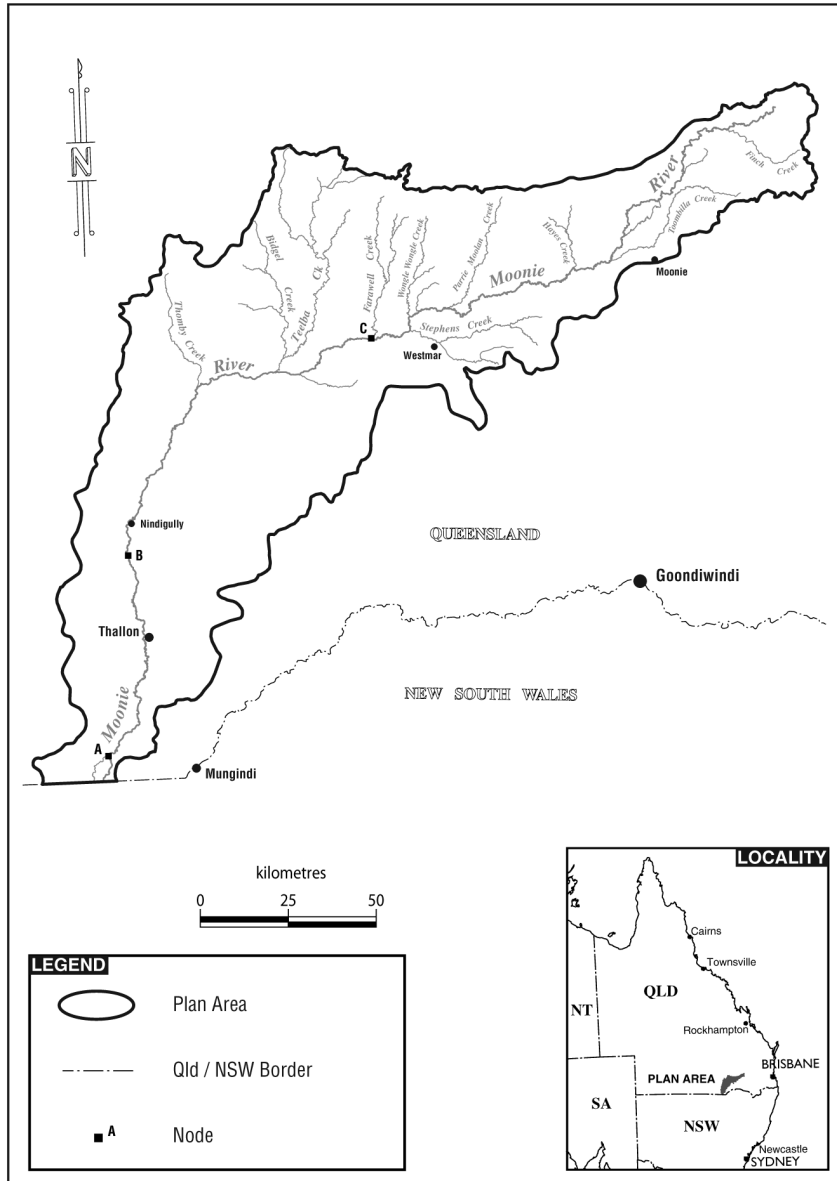 N
River
Finch
Creek
Toombilla Creek
Moonie
Hayes Creek
Parrie Moolan Creek
Moonie
Wongle Wongle Creek
Farawell Creek
Bidgel
Creek
Teelba Ck
Thomby Creek
Stephens Creek
C
Westmar
River
Nindigully
B
QUEENSLAND
Goondiwindi
Thallon
NEW SOUTH WALES
Moonie
A
Mungindi
kilometres
0 25 50
LEGEND
Plan Area
Qld / NSW Border
A
Node
LOCALITY
Cairns
Townsville
QLD
NT
Rockhampton
BRISBANE
PLAN AREA
SA
NSW
Newcastle
SYDNEY